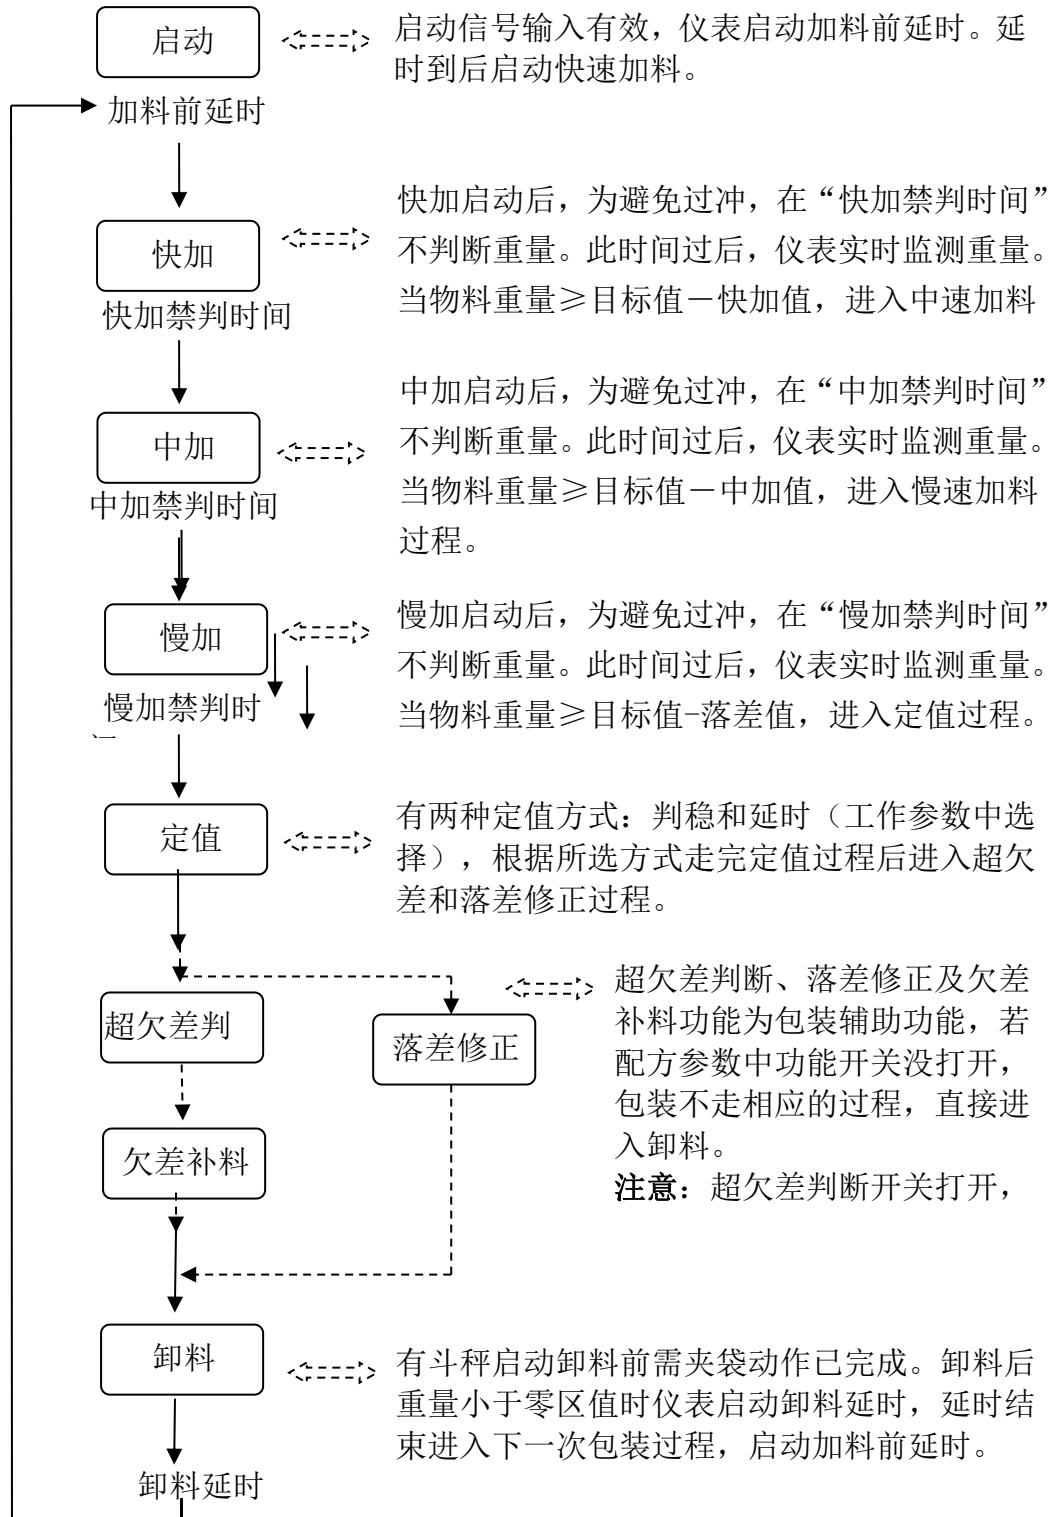 启动
启动信号输入有效，仪表启动加料前延时。延
时到后启动快速加料。
加料前延时
快加启动后，为避免过冲，在“快加禁判时间”
不判断重量。此时间过后，仪表实时监测重量。
当物料重量≥目标值－快加值，进入中速加料
快加
快加禁判时间
中加启动后，为避免过冲，在“中加禁判时间”
不判断重量。此时间过后，仪表实时监测重量。
当物料重量≥目标值－中加值，进入慢速加料
过程。
中加
中加禁判时间
慢加启动后，为避免过冲，在“慢加禁判时间”
不判断重量。此时间过后，仪表实时监测重量。
当物料重量≥目标值-落差值，进入定值过程。
慢加
慢加禁判时
定值
有两种定值方式：判稳和延时（工作参数中选
择），根据所选方式走完定值过程后进入超欠
差和落差修正过程。
超欠差判
落差修正
超欠差判断、落差修正及欠差
补料功能为包装辅助功能，若
配方参数中功能开关没打开，
包装不走相应的过程，直接进
入卸料。
注意：超欠差判断开关打开，
欠差补料
卸料
有斗秤启动卸料前需夹袋动作已完成。卸料后
重量小于零区值时仪表启动卸料延时，延时结
束进入下一次包装过程，启动加料前延时。
卸料延时